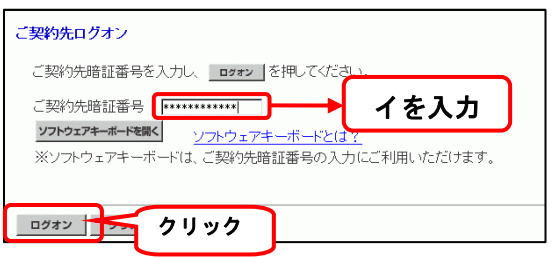 ご契約先ログオン
ご契約先暗証番号を入力し、 ログオン を押してください。
ご契約先暗証番号 ************ イを入力
ソフトウェアキーボードを開く ソフトウェアキーボードとは？
※ソフトウェアキーボードは、ご契約先暗証番号の入力にご利用いただけます。
ログオン クリック